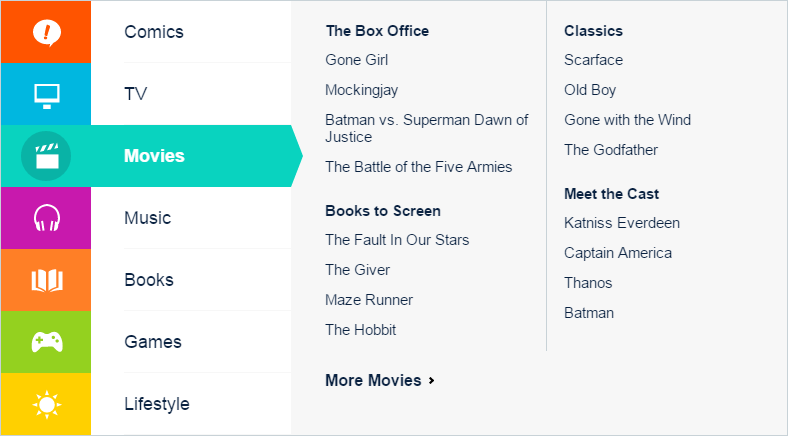 Comics
TV
Movies
Music
Books
Games
Lifestyle
The Box Office
Gone Girl
Mockingjay
Batman vs. Superman Dawn of
Justice
The Battle of the Five Armies
Books to Screen
The Fault In Our Stars
The Giver
Maze Runner
The Hobbit
More Movies
Classics
Scarface
Old Boy
Gone with the Wind
The Godfather
Meet the Cast
Katniss Everdeen
Captain America
Thanos
Batman